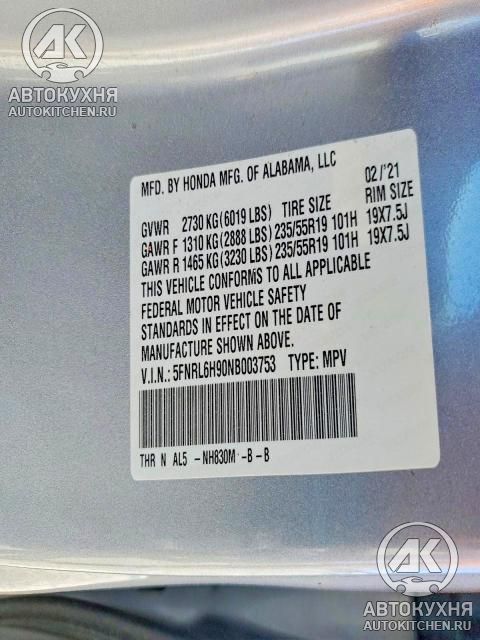 AK
АВТОКУХНЯ
AUTOKITCHEN.RU
MFD. BY HONDA MFG. OF ALABAMA, LLC 02/'21
GVWR 2730 KG (6019 LBS) TIRE SIZE RIM SIZE
GAWR F 1310 KG (2888 LBS) 235/55R19 101H 19X7.5J
GAWR R 1465 KG (3230 LBS) 235/55R19 101H 19X7.5J
THIS VEHICLE CONFORMS TO ALL APPLICABLE
FEDERAL MOTOR VEHICLE SAFETY
STANDARDS IN EFFECT ON THE DATE OF
MANUFACTURE SHOWN ABOVE.
V.I.N.: 5FNRL6H90NB003753 TYPE: MPV
THR N AL5 -NH830M -B-B
AK
АВТОКУХНЯ
AUTOKITCHEN.RU